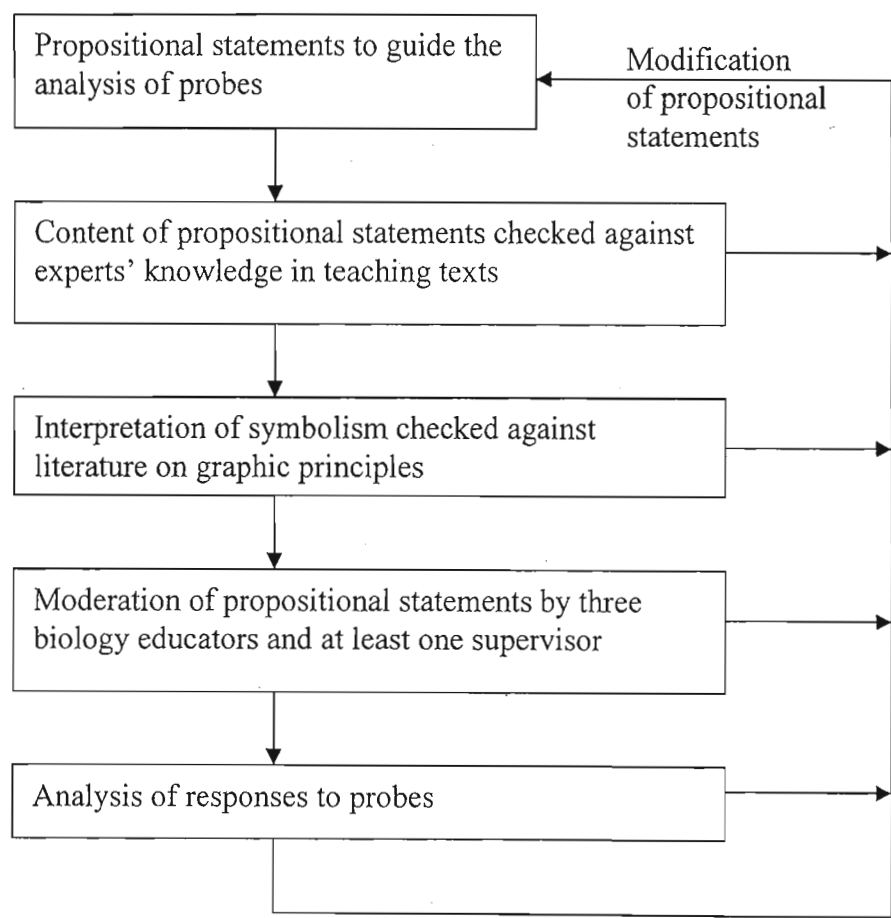 Propositional statements to guide the
analysis of probes
Modification
of propositional
statements
Content of propositional statements checked against
experts’ knowledge in teaching texts
Interpretation of symbolism checked against
literature on graphic principles
Moderation of propositional statements by three
biology educators and at least one supervisor
Analysis of responses to probes